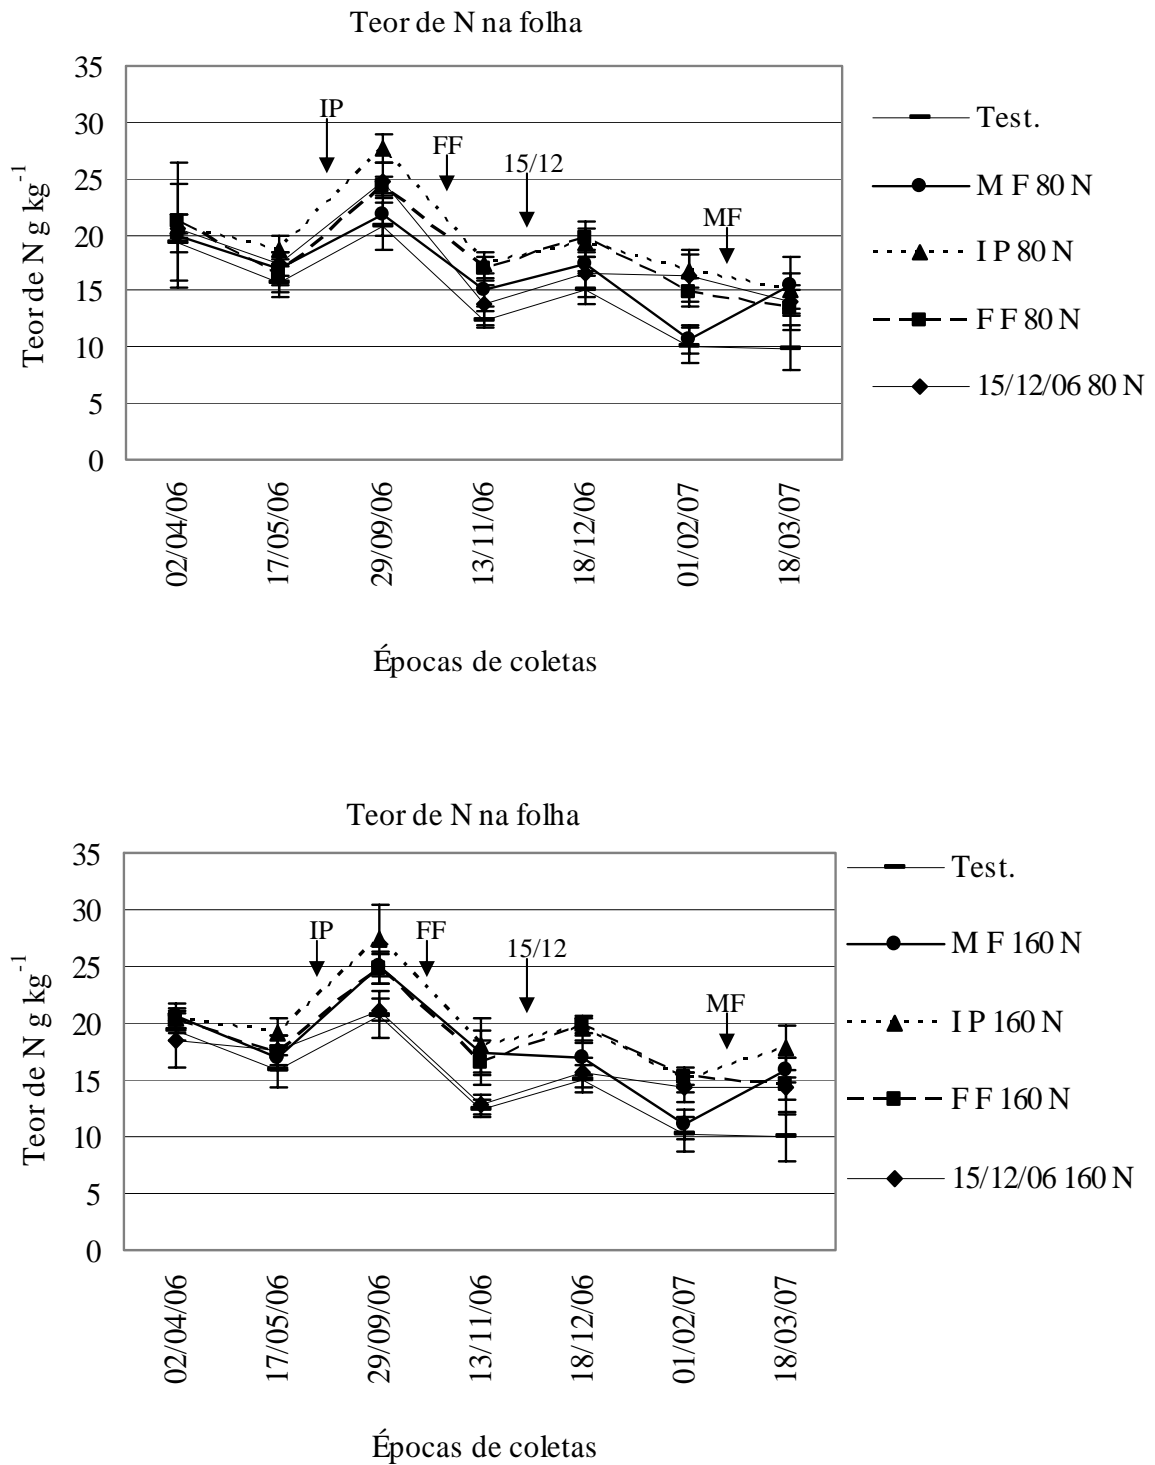 Teor de N na folha
Teor de N g kg-1
35
30
25
20
15
10
5
0
IP
FF
15/12
MF
02/04/06
17/05/06
29/09/06
13/11/06
18/12/06
01/02/07
18/03/07
Épocas de coletas
Test.
M F 80 N
I P 80 N
F F 80 N
15/12/06 80 N
Teor de N na folha
Teor de N g kg-1
35
30
25
20
15
10
5
0
IP
FF
15/12
MF
02/04/06
17/05/06
29/09/06
13/11/06
18/12/06
01/02/07
18/03/07
Épocas de coletas
Test.
M F 160 N
I P 160 N
F F 160 N
15/12/06 160 N